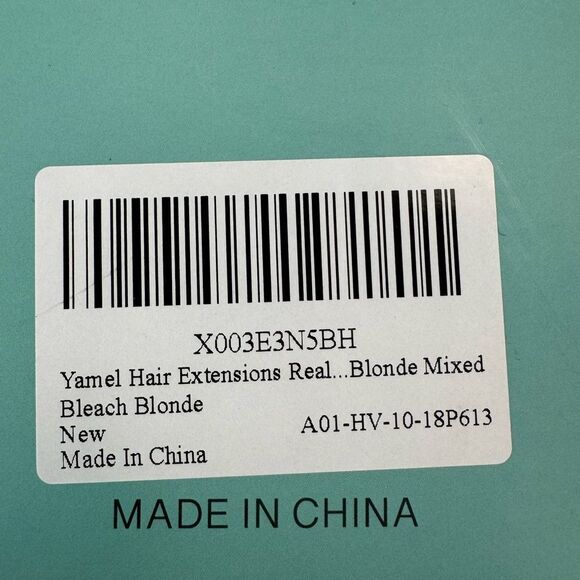 X003E3N5BH
Yamel Hair Extensions Real...Blonde Mixed
Bleach Blonde
New
A01-HV-10-18P613
Made In China
MADE IN CHINA